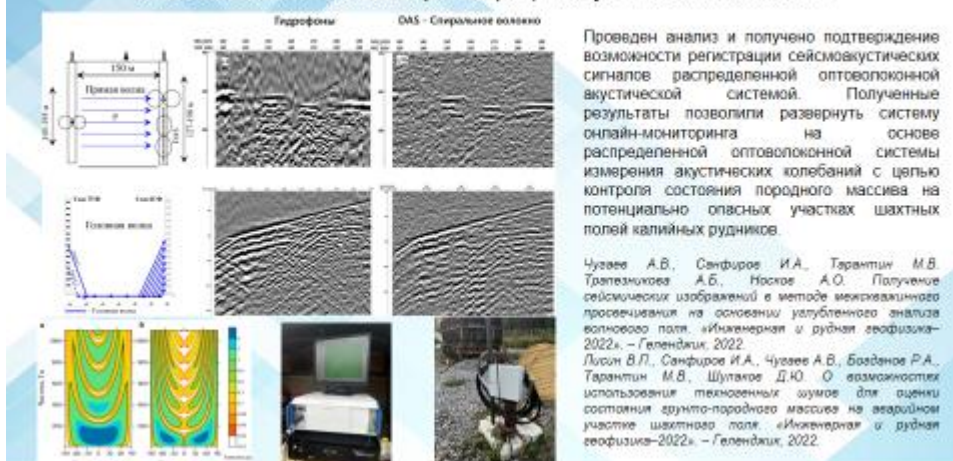 Гидрофоны
DAS - Спиральное волокно
150 м
Прямая волна
P
Головная волна
Головная волна
а
б
Проведен анализ и получено подтверждение
возможности регистрации сейсмоакустических
сигналов распределенной оптоволоконной
акустической системой. Полученные
результаты позволили развернуть систему
онлайн-мониторинга на основе
распределенной оптоволоконной системы
измерения акустических колебаний с целью
контроля состояния породного массива на
потенциально опасных участках шахтных
полей калийных рудников.
Чугаев А.В., Санфиров И.А., Тарантин М.В.
Трапезникова А.Б., Носков А.О. Получение
сейсмических изображений в методе межскважинного
просвечивания на основании углубленного анализа
волнового поля. «Инженерная и рудная геофизика–
2022». – Геленджик, 2022.
Лисин В.П., Санфиров И.А., Чугаев А.В., Богданов Р.А.,
Тарантин М.В., Шулаков Д.Ю. О возможностях
использования техногенных шумов для оценки
состояния грунто-породного массива на аварийном
участке шахтного поля. «Инженерная и рудная
геофизика–2022». – Геленджик, 2022.